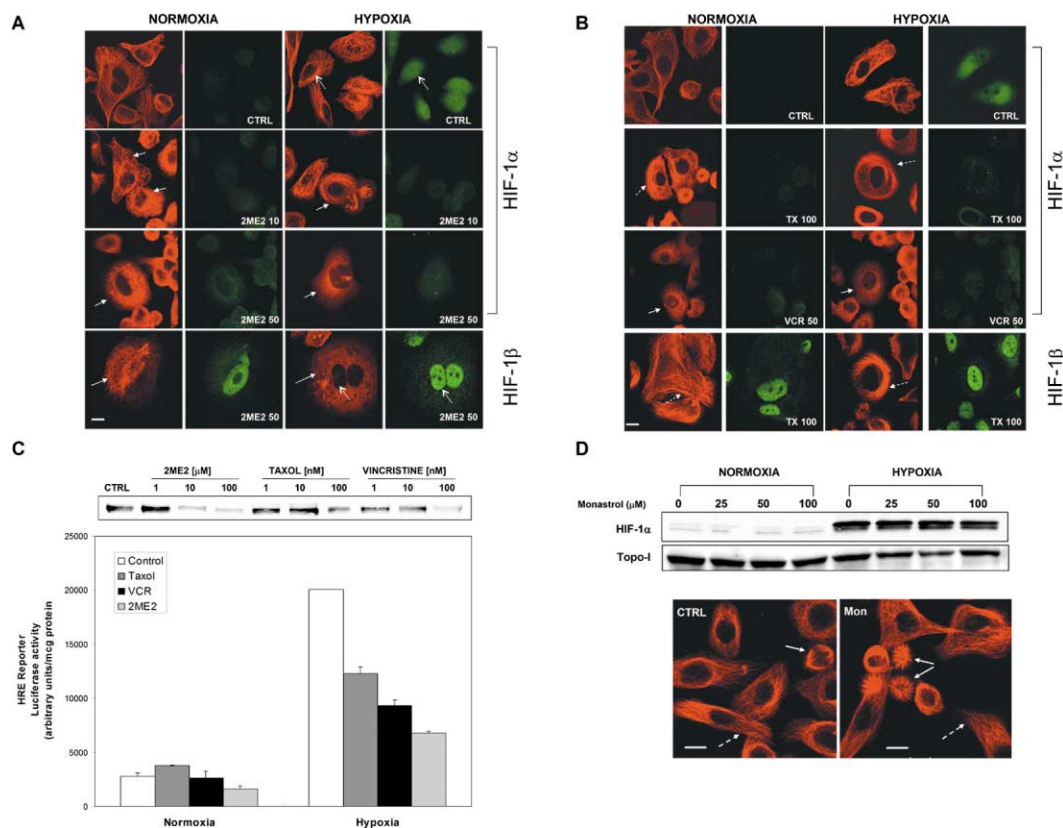 A
NORMOXIA HYPOXIA
CTRL CTRL
2ME2 10 2ME2 10
2ME2 50 2ME2 50
2ME2 50 2ME2 50
HIF-1α
HIF-1β
B
NORMOXIA HYPOXIA
CTRL CTRL
TX 100 TX 100
VCR 50 VCR 50
TX 100 TX 100
HIF-1α
HIF-1β
C
2ME2 [μM] TAXOL [nM] VINCRISTINE [nM]
CTRL 1 10 100 1 10 100 1 10 100
25000
20000
15000
10000
5000
0
HRE Reporter
Luciferase activity
(arbitrary units/mcg protein)
Control
Taxol
VCR
2ME2
Normoxia Hypoxia
D
NORMOXIA HYPOXIA
Monastrol (μM) 0 25 50 100 0 25 50 100
HIF-1α
Topo-I
CTRL Mon